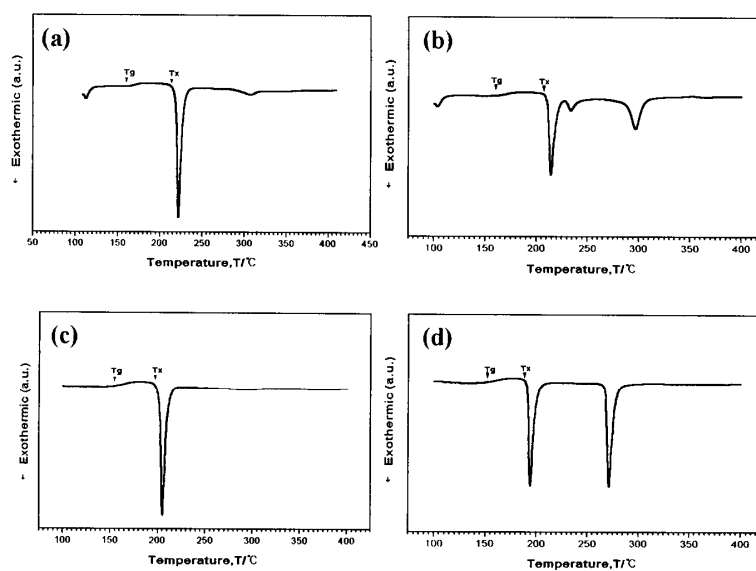 (a)
Tg
Tx
← Exothermic (a.u.)
50 100 150 200 250 300 350 400 450
Temperature,T/℃
(b)
Tg
Tx
← Exothermic (a.u.)
100 150 200 250 300 350 400
Temperature,T/℃
(c)
Tg
Tx
← Exothermic (a.u.)
100 150 200 250 300 350 400
Temperature,T/℃
(d)
Tg
Tx
← Exothermic (a.u.)
100 150 200 250 300 350 400
Temperature,T/℃